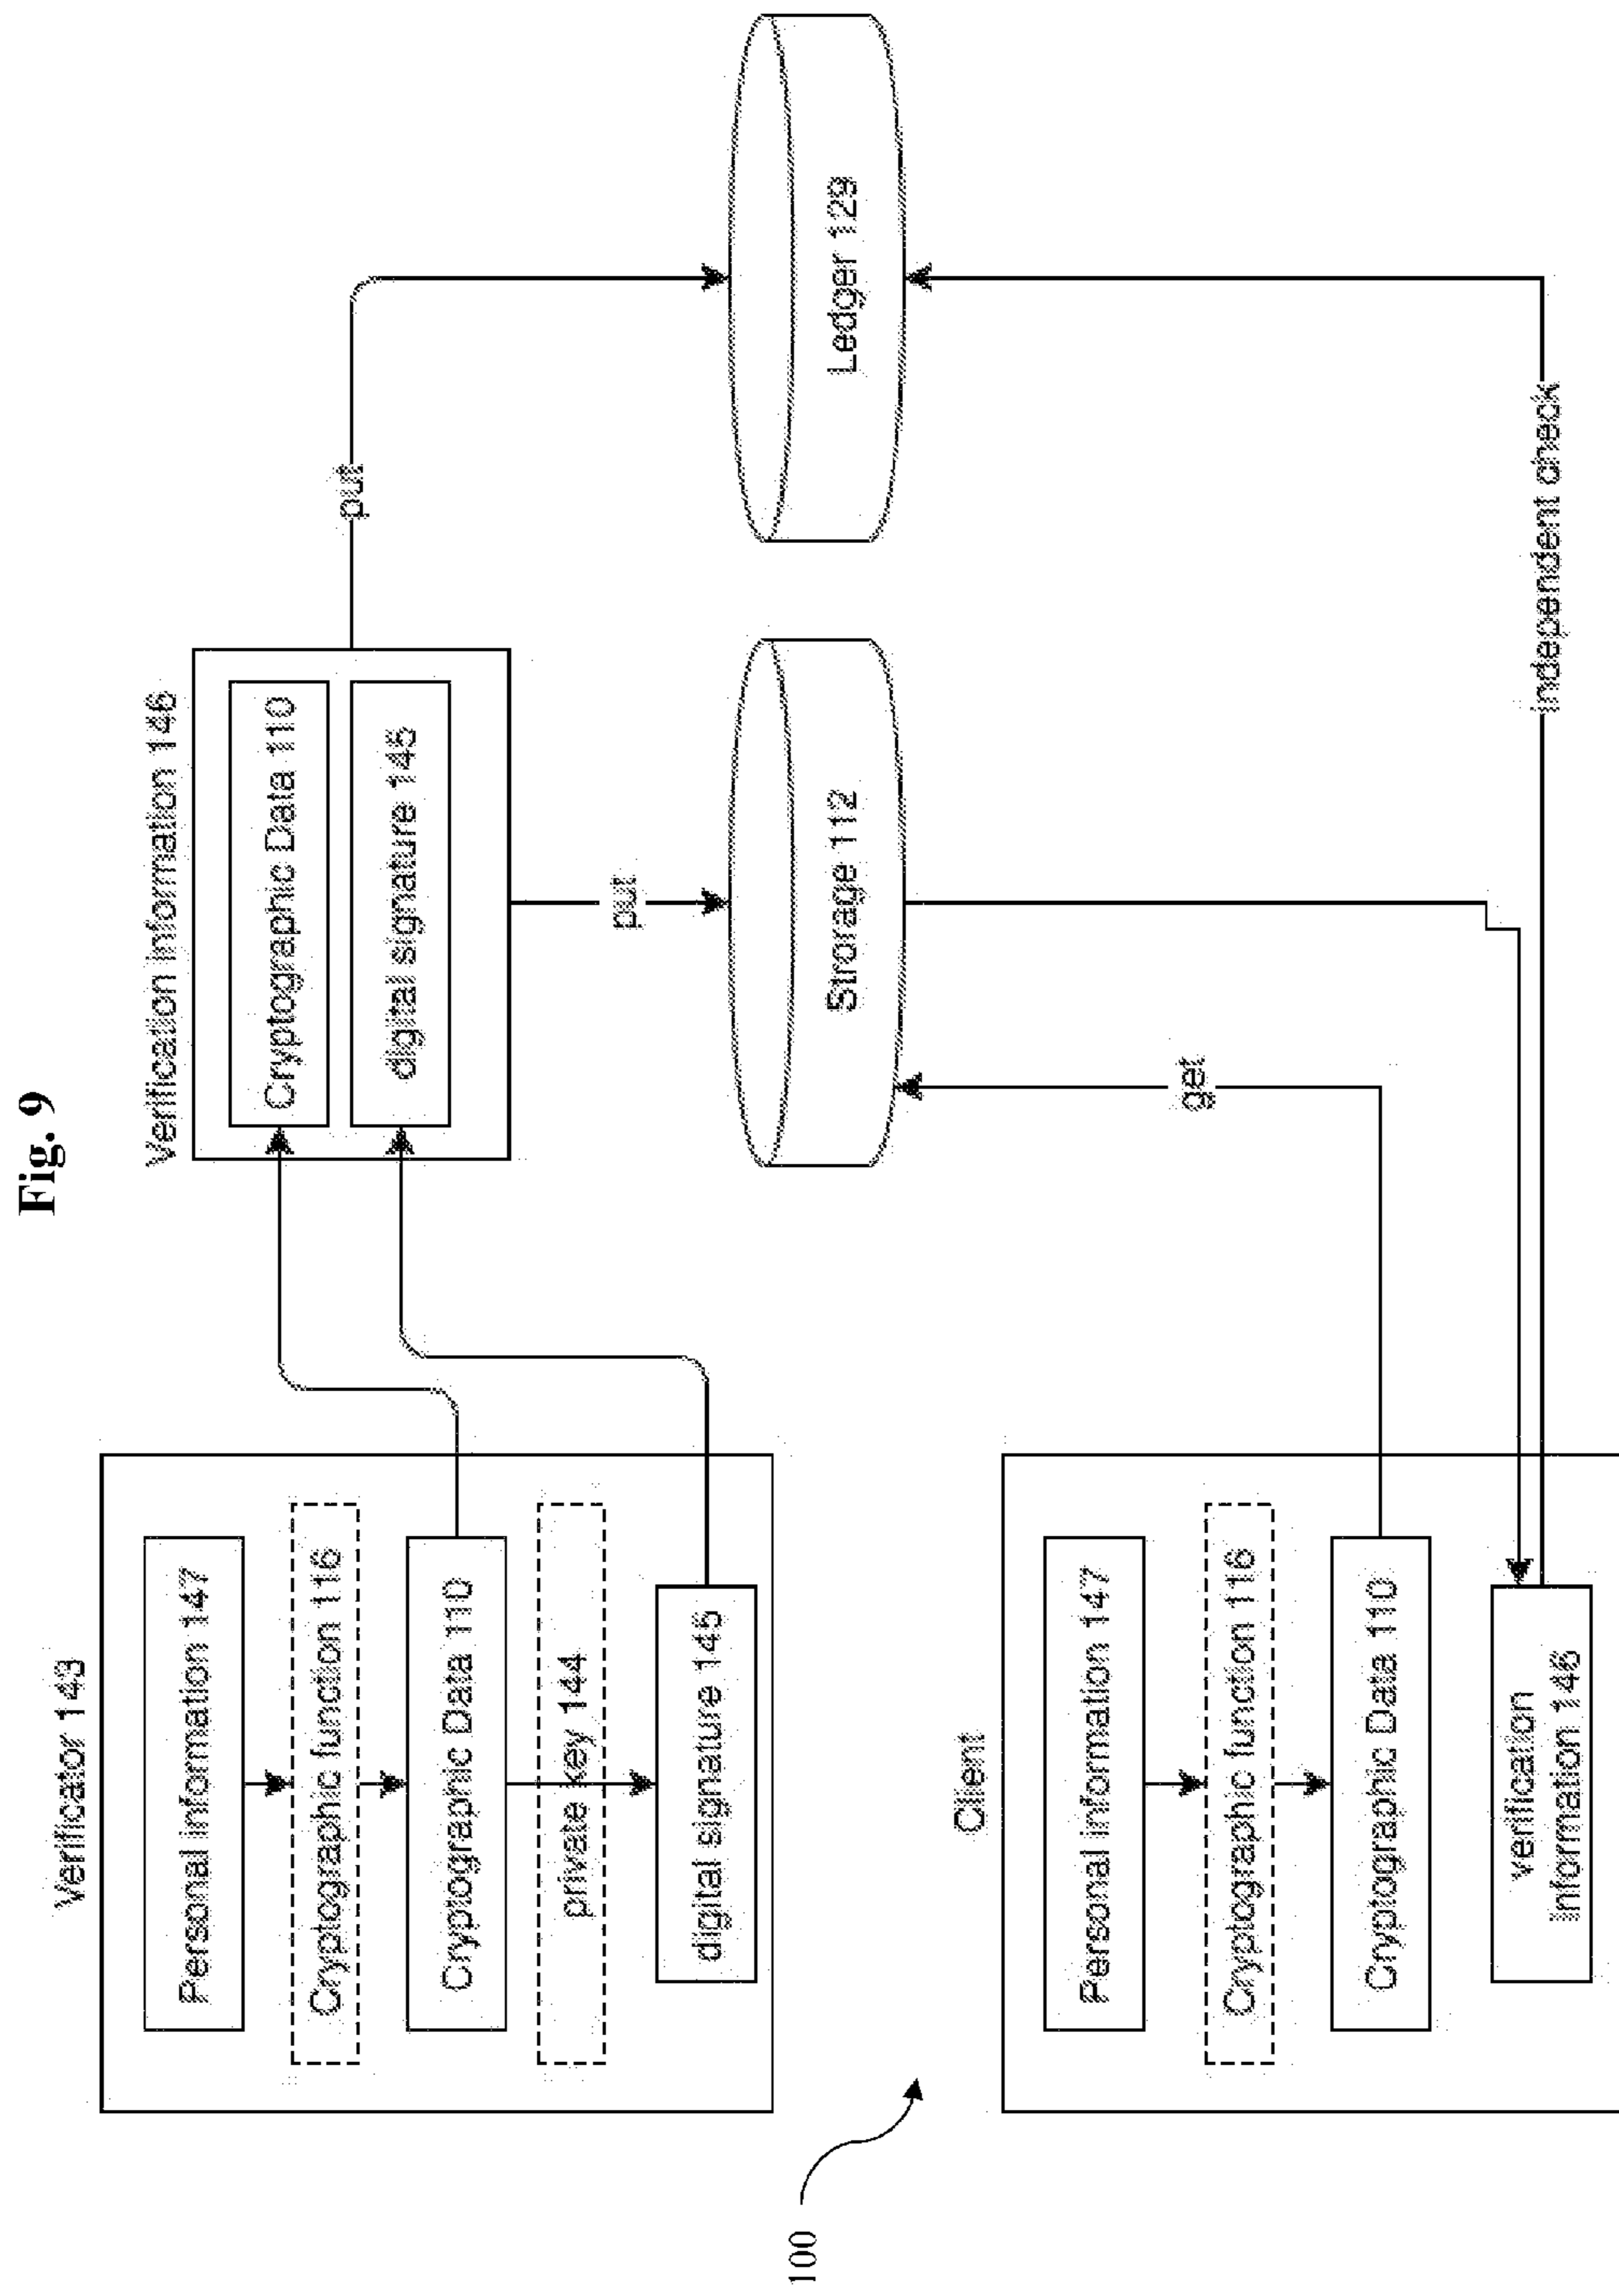 Fig. 9
Verificator 143
Personal information 147
Cryptographic function 116
Cryptographic Data 110
private key 144
digital signature 145
Verification information 146
Cryptographic Data 110
digital signature 145
put
put
Strorage 112
Ledger 129
100
Client
Personal information 147
Cryptographic function 116
Cryptographic Data 110
verification
information 146
get
independent check